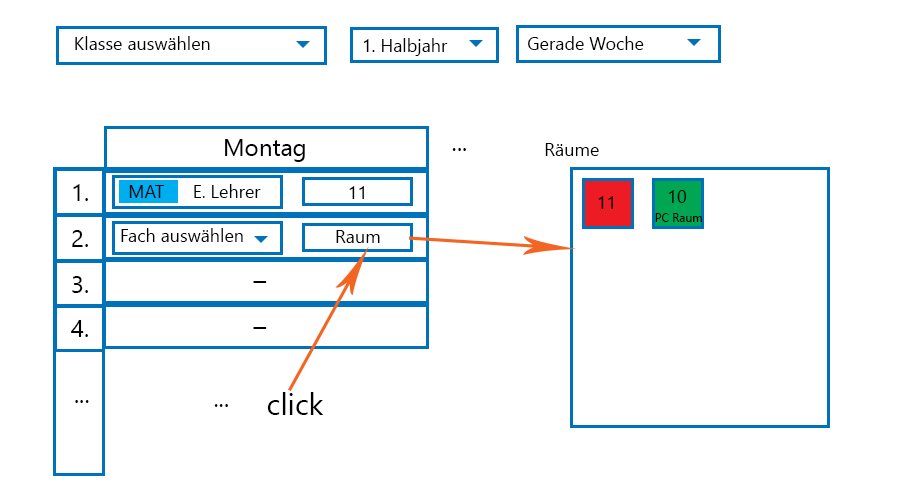 Klasse auswählen
1. Halbjahr
Gerade Woche
Montag
...
Räume
1.
MAT
E. Lehrer
11
11
10
PC Raum
2.
Fach auswählen
Raum
3.
–
4.
–
...
...
click